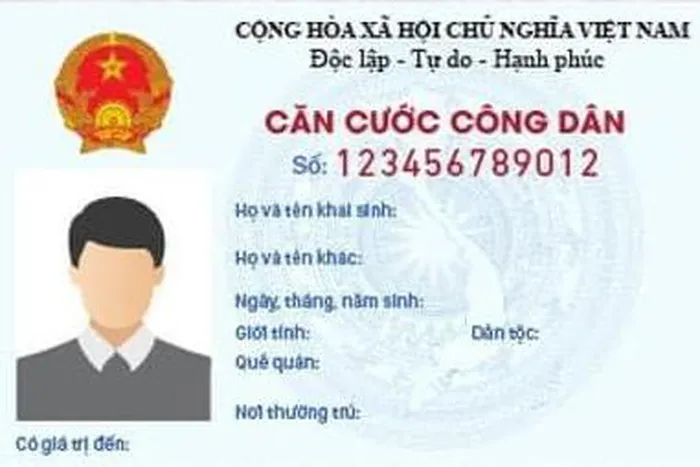 CỘNG HÒA XÃ HỘI CHỦ NGHĨA VIỆT NAM
Độc lập - Tự do - Hạnh phúc
CĂN CƯỚC CÔNG DÂN
Số: 123456789012
Họ và tên khai sinh:
Họ và tên khác:
Ngày, tháng, năm sinh:
Giới tính: Dân tộc:
Quê quán:
Nơi thường trú:
Có giá trị đến: